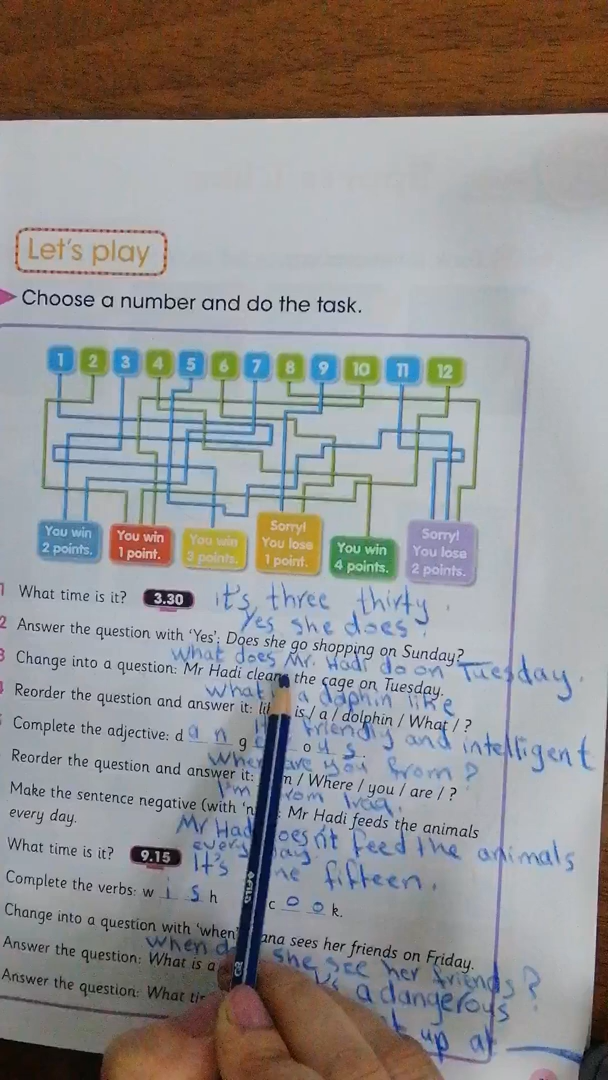 Let's play
Choose a number and do the task.
1 2 3 4 5 6 7 8 9 10 11 12
You win 2 points.
You win 1 point.
You win 3 points.
Sorry! You lose 1 point.
You win 4 points.
Sorry! You lose 2 points.
1 What time is it? 3.30 it's three thirty.
Yes she does.
2 Answer the question with 'Yes': Does she go shopping on Sunday?
What does Mr. Hadi do on Tuesday.
3 Change into a question: Mr Hadi cleans the cage on Tuesday.
what a dophin like
Reorder the question and answer it: is / a / dolphin / What / ?
friendly and intelligent
Complete the adjective: d a n g o u s.
Where are you from?
Reorder the question and answer it: / Where / you / are / ?
I'm from Iraq.
Make the sentence negative (with : Mr Hadi feeds the animals
every day.
Mr Had oesn't feed the animals
every day.
What time is it? 9.15 It's ne fifteen.
Complete the verbs: w i s h c o o k.
Change into a question with 'when' ana sees her friends on Friday.
when she see her friends?
Answer the question: What is a a dangerous
Answer the question: What up at